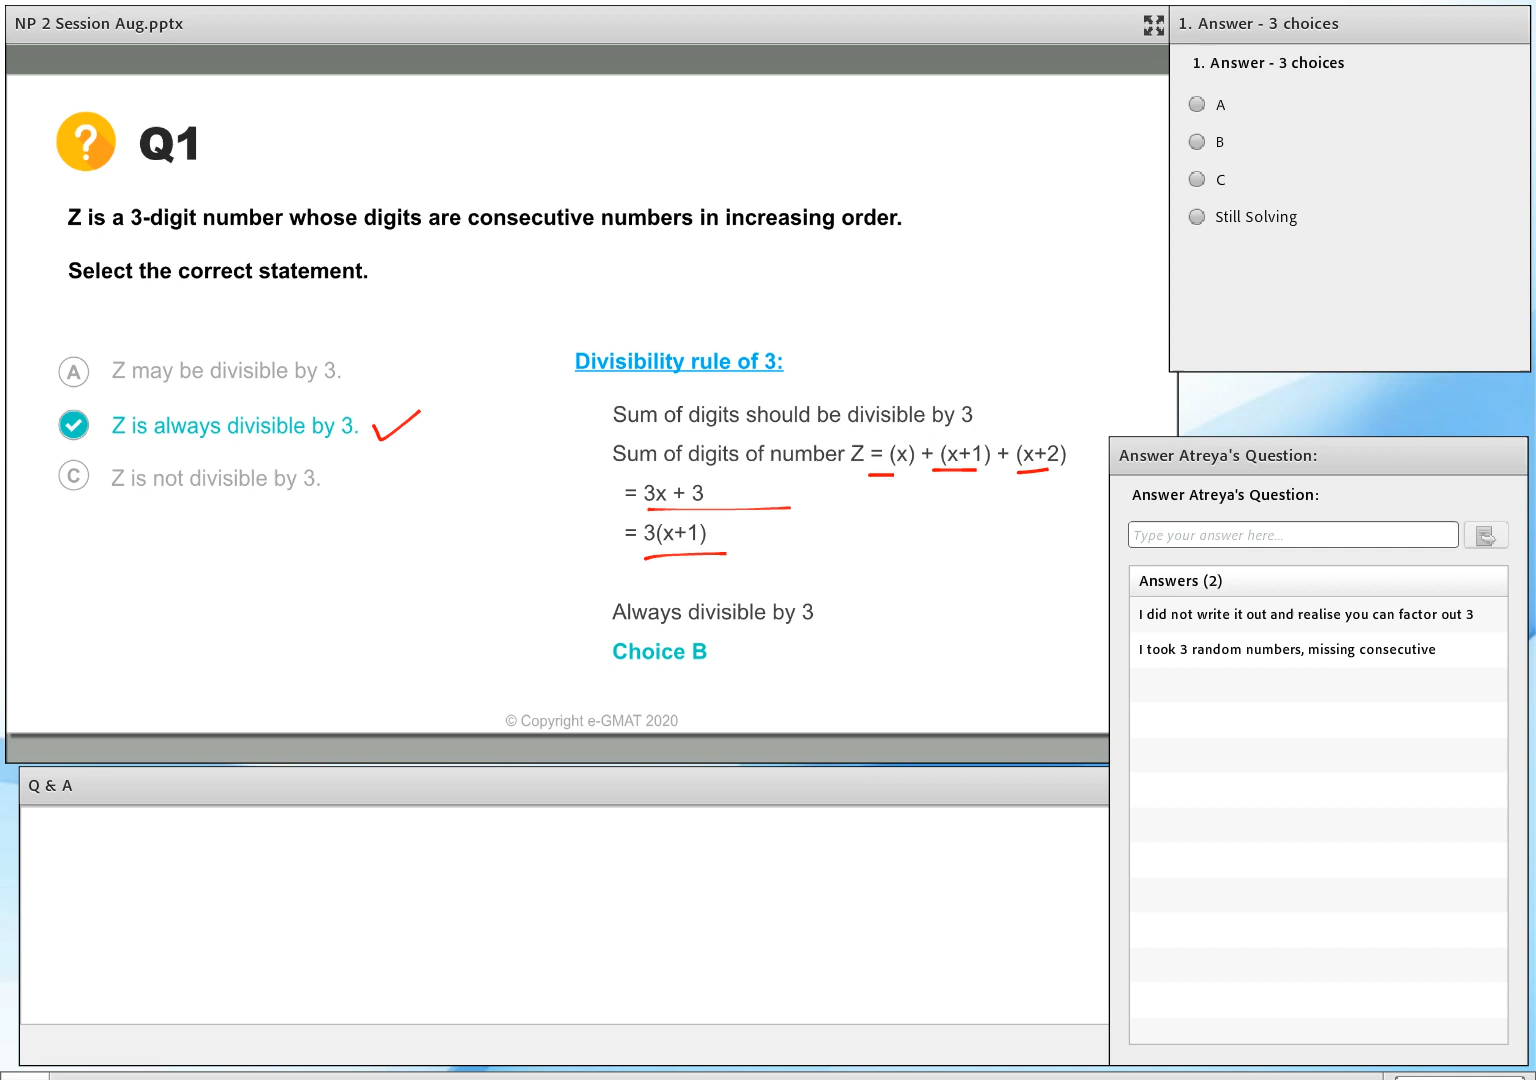 NP 2 Session Aug.pptx
Q1
Z is a 3-digit number whose digits are consecutive numbers in increasing order.
Select the correct statement.
A Z may be divisible by 3.
Z is always divisible by 3.
C Z is not divisible by 3.
Divisibility rule of 3:
Sum of digits should be divisible by 3
Sum of digits of number Z = (x) + (x+1) + (x+2)
= 3x + 3
= 3(x+1)
Always divisible by 3
Choice B
© Copyright e-GMAT 2020
1. Answer - 3 choices
1. Answer - 3 choices
A
B
C
Still Solving
Answer Atreya's Question:
Answer Atreya's Question:
Type your answer here...
Answers (2)
I did not write it out and realise you can factor out 3
I took 3 random numbers, missing consecutive
Q & A